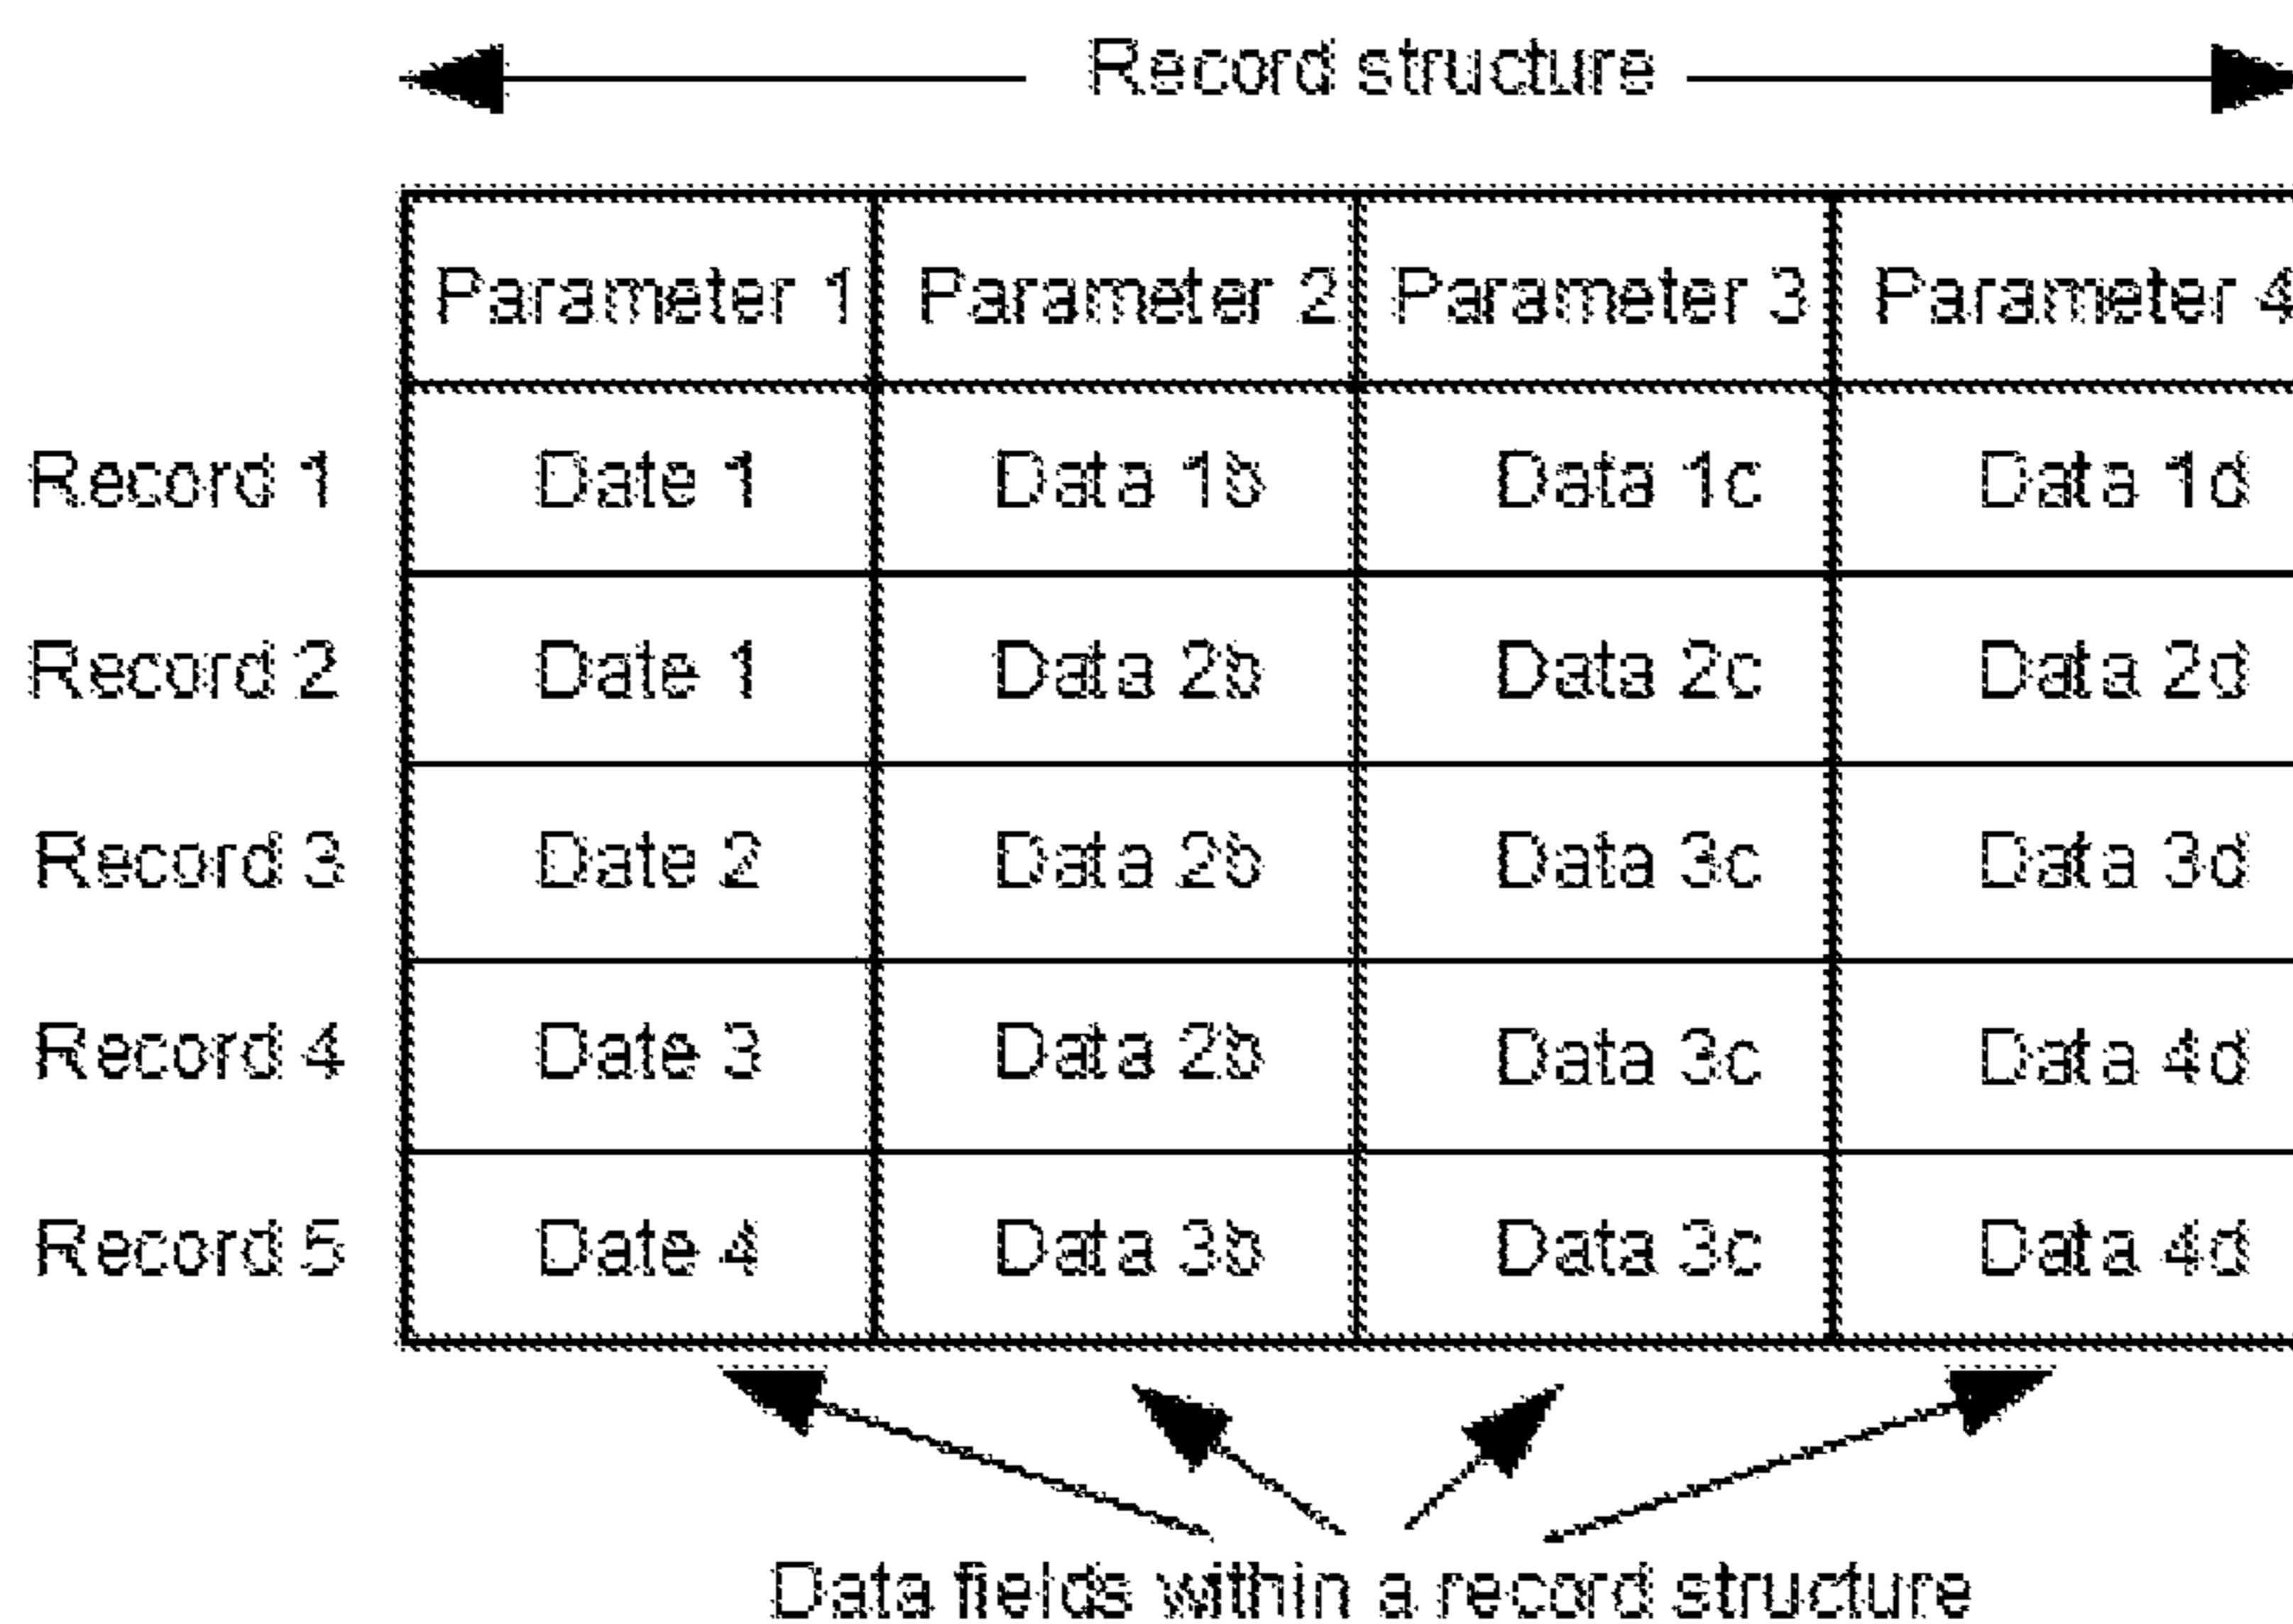 Record structure
Parameter 1 Parameter 2 Parameter 3 Parameter 4
Record 1 Date 1 Data 1b Data 1c Data 1d
Record 2 Date 1 Data 2b Data 2c Data 2d
Record 3 Date 2 Data 2b Data 3c Data 3d
Record 4 Date 3 Data 2b Data 3c Data 4d
Record 5 Date 4 Data 3b Data 3c Data 4d
Data fields within a record structure